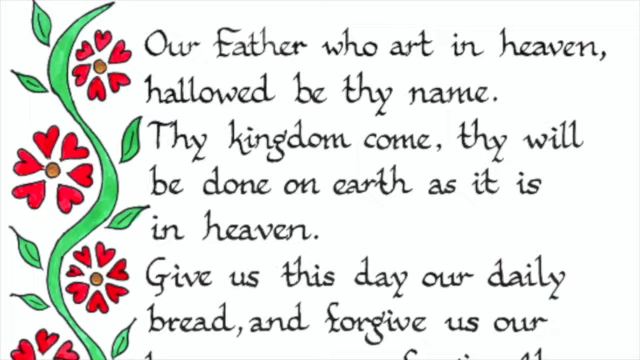 Our Father who art in heaven,
hallowed be thy name.
Thy kingdom come, thy will
be done on earth as it is
in heaven.
Give us this day our daily
bread, and forgive us our